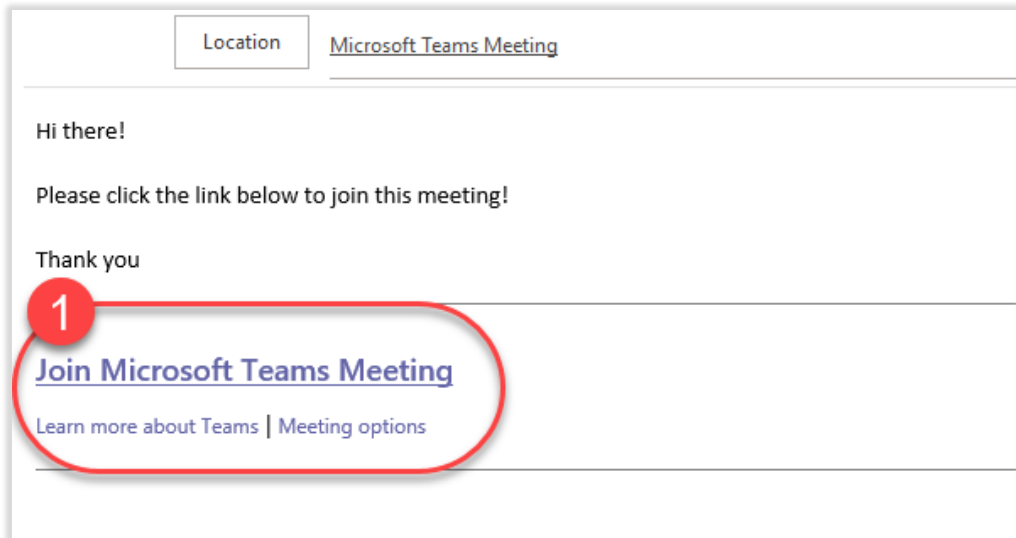 Location Microsoft Teams Meeting
Hi there!
Please click the link below to join this meeting!
Thank you
1
Join Microsoft Teams Meeting
Learn more about Teams | Meeting options